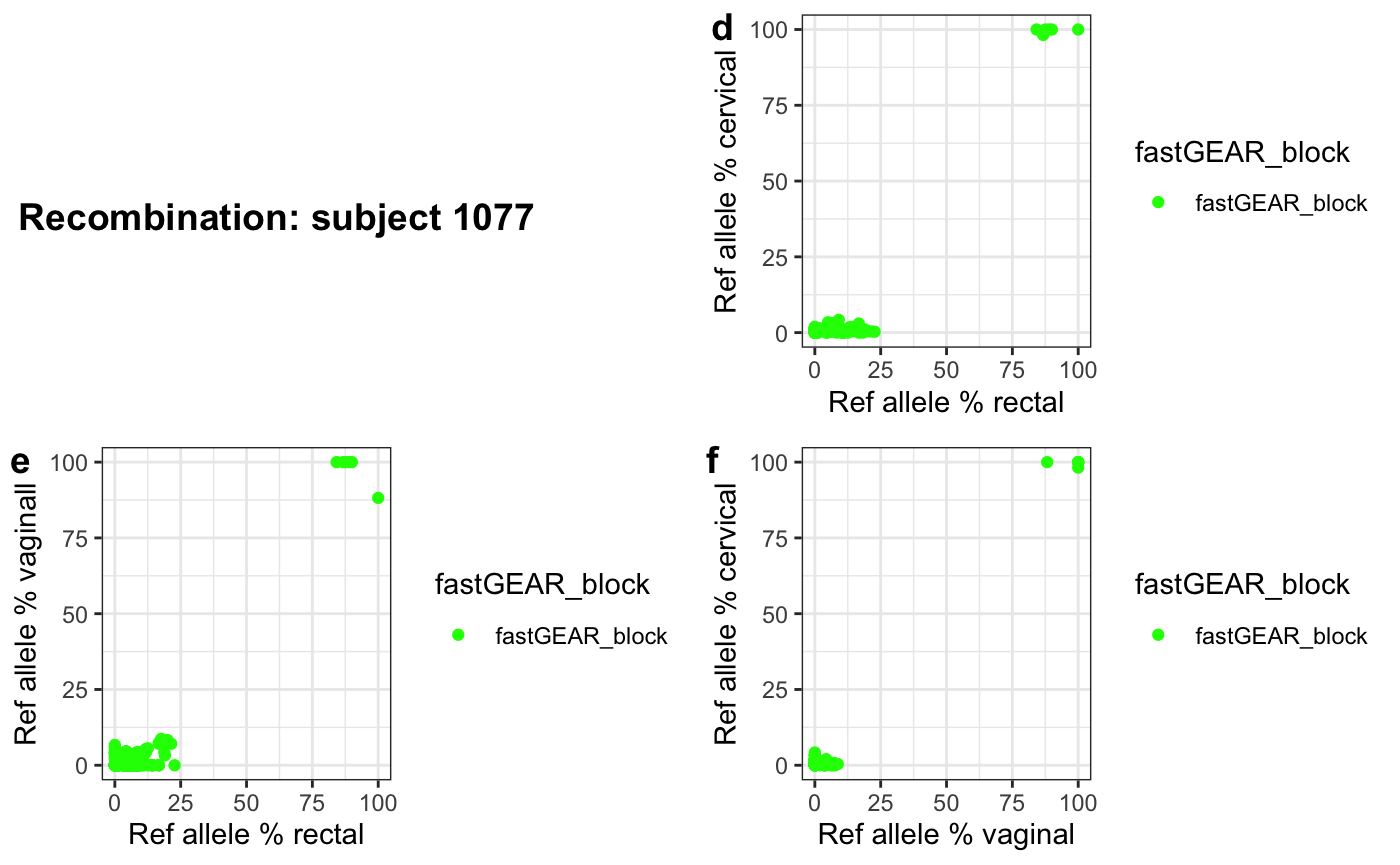 Recombination: subject 1077
d
Ref allele % cervical
100
75
50
25
0
0 25 50 75 100
Ref allele % rectal
fastGEAR_block
fastGEAR_block
e
Ref allele % vaginall
100
75
50
25
0
0 25 50 75 100
Ref allele % rectal
fastGEAR_block
fastGEAR_block
f
Ref allele % cervical
100
75
50
25
0
0 25 50 75 100
Ref allele % vaginal
fastGEAR_block
fastGEAR_block